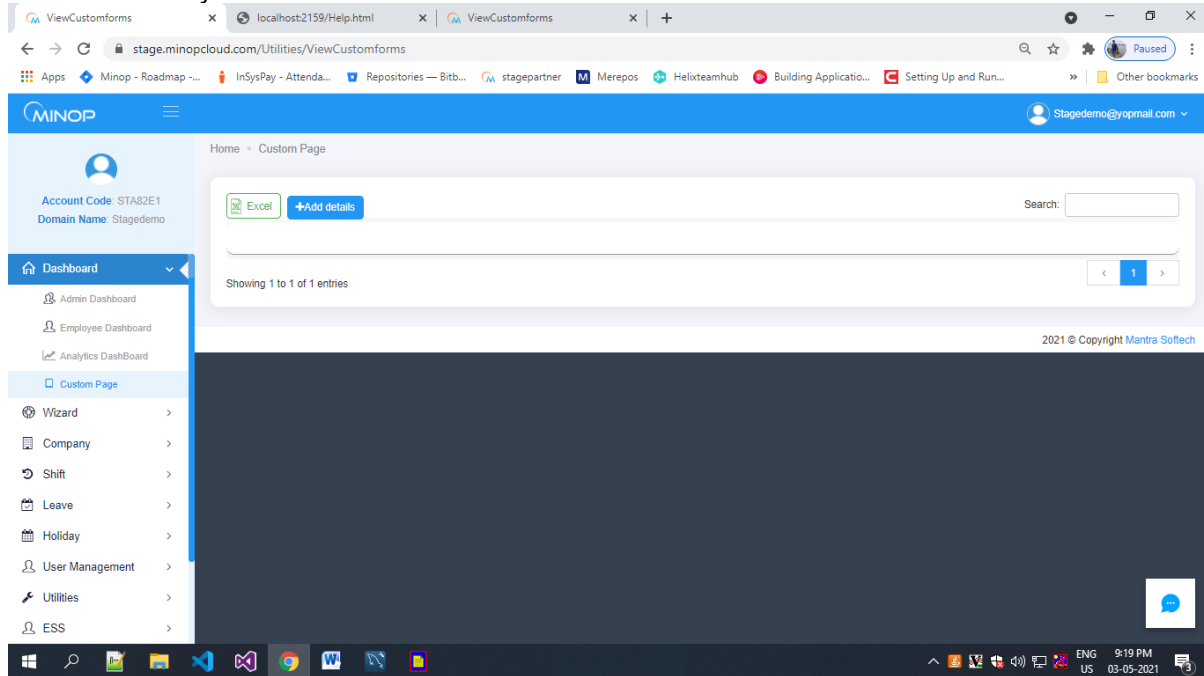 ViewCustomforms
localhost:2159/Help.html
ViewCustomforms
stage.minopcloud.com/Utilities/ViewCustomforms
Paused
Apps
Minop - Roadmap -...
InSysPay - Attenda...
Repositories — Bitb...
stagepartner
Merepos
Helixteamhub
Building Applicatio...
Setting Up and Run...
»
Other bookmarks
MINOP
Stagedemo@yopmail.com
Account Code: STA82E1
Domain Name: Stagedemo
Home
Custom Page
Excel
+Add details
Search:
Showing 1 to 1 of 1 entries
1
Dashboard
Admin Dashboard
Employee Dashboard
Analytics DashBoard
Custom Page
Wizard
Company
Shift
Leave
Holiday
User Management
Utilities
ESS
2021 © Copyright Mantra Softech
ENG
US
9:19 PM
03-05-2021
3